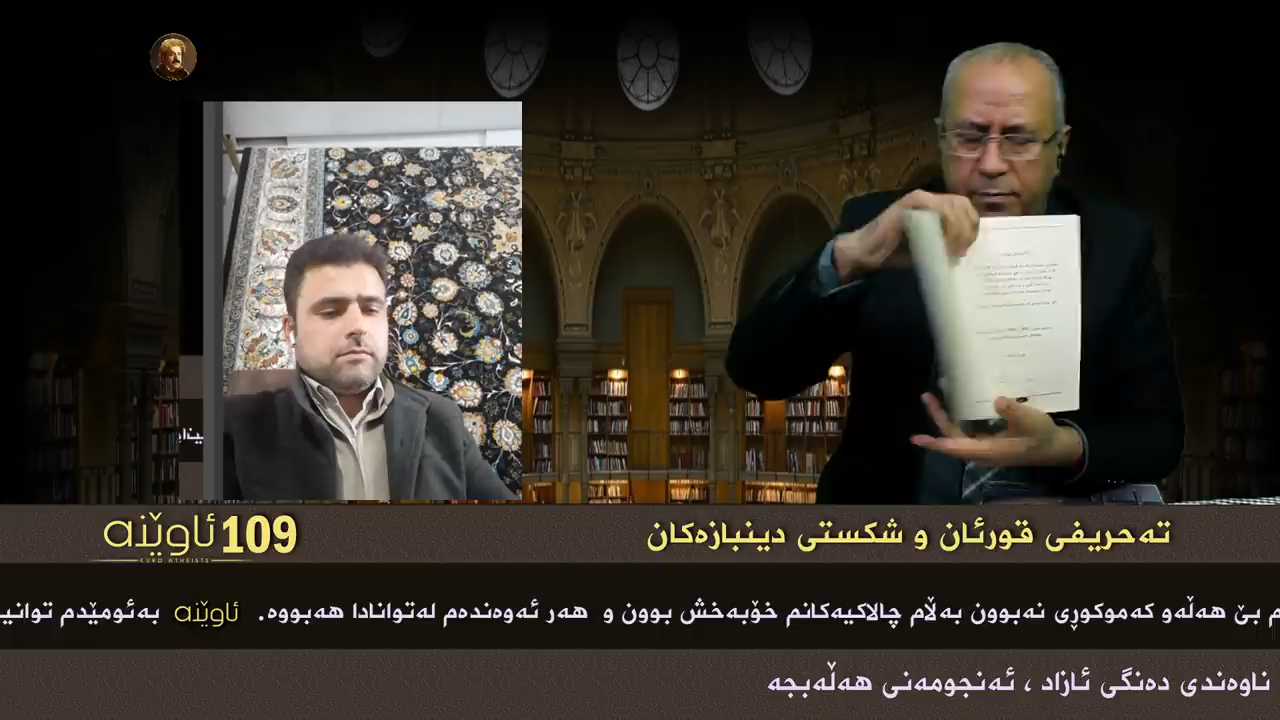 تەحریفی قورئان و شکستی دینبازەکان
ئاوێنە 109
KURD ATHEISTS
م بێ هەڵەو کەموکوڕی نەبوون بەڵام چالاکیەکانم خۆبەخش بوون و هەر ئەوەندەم لەتوانادا هەبووە. ئاوێنە بەئومێدم توانی
ناوەندی دەنگی ئازاد ، ئەنجومەنی هەڵەبجە